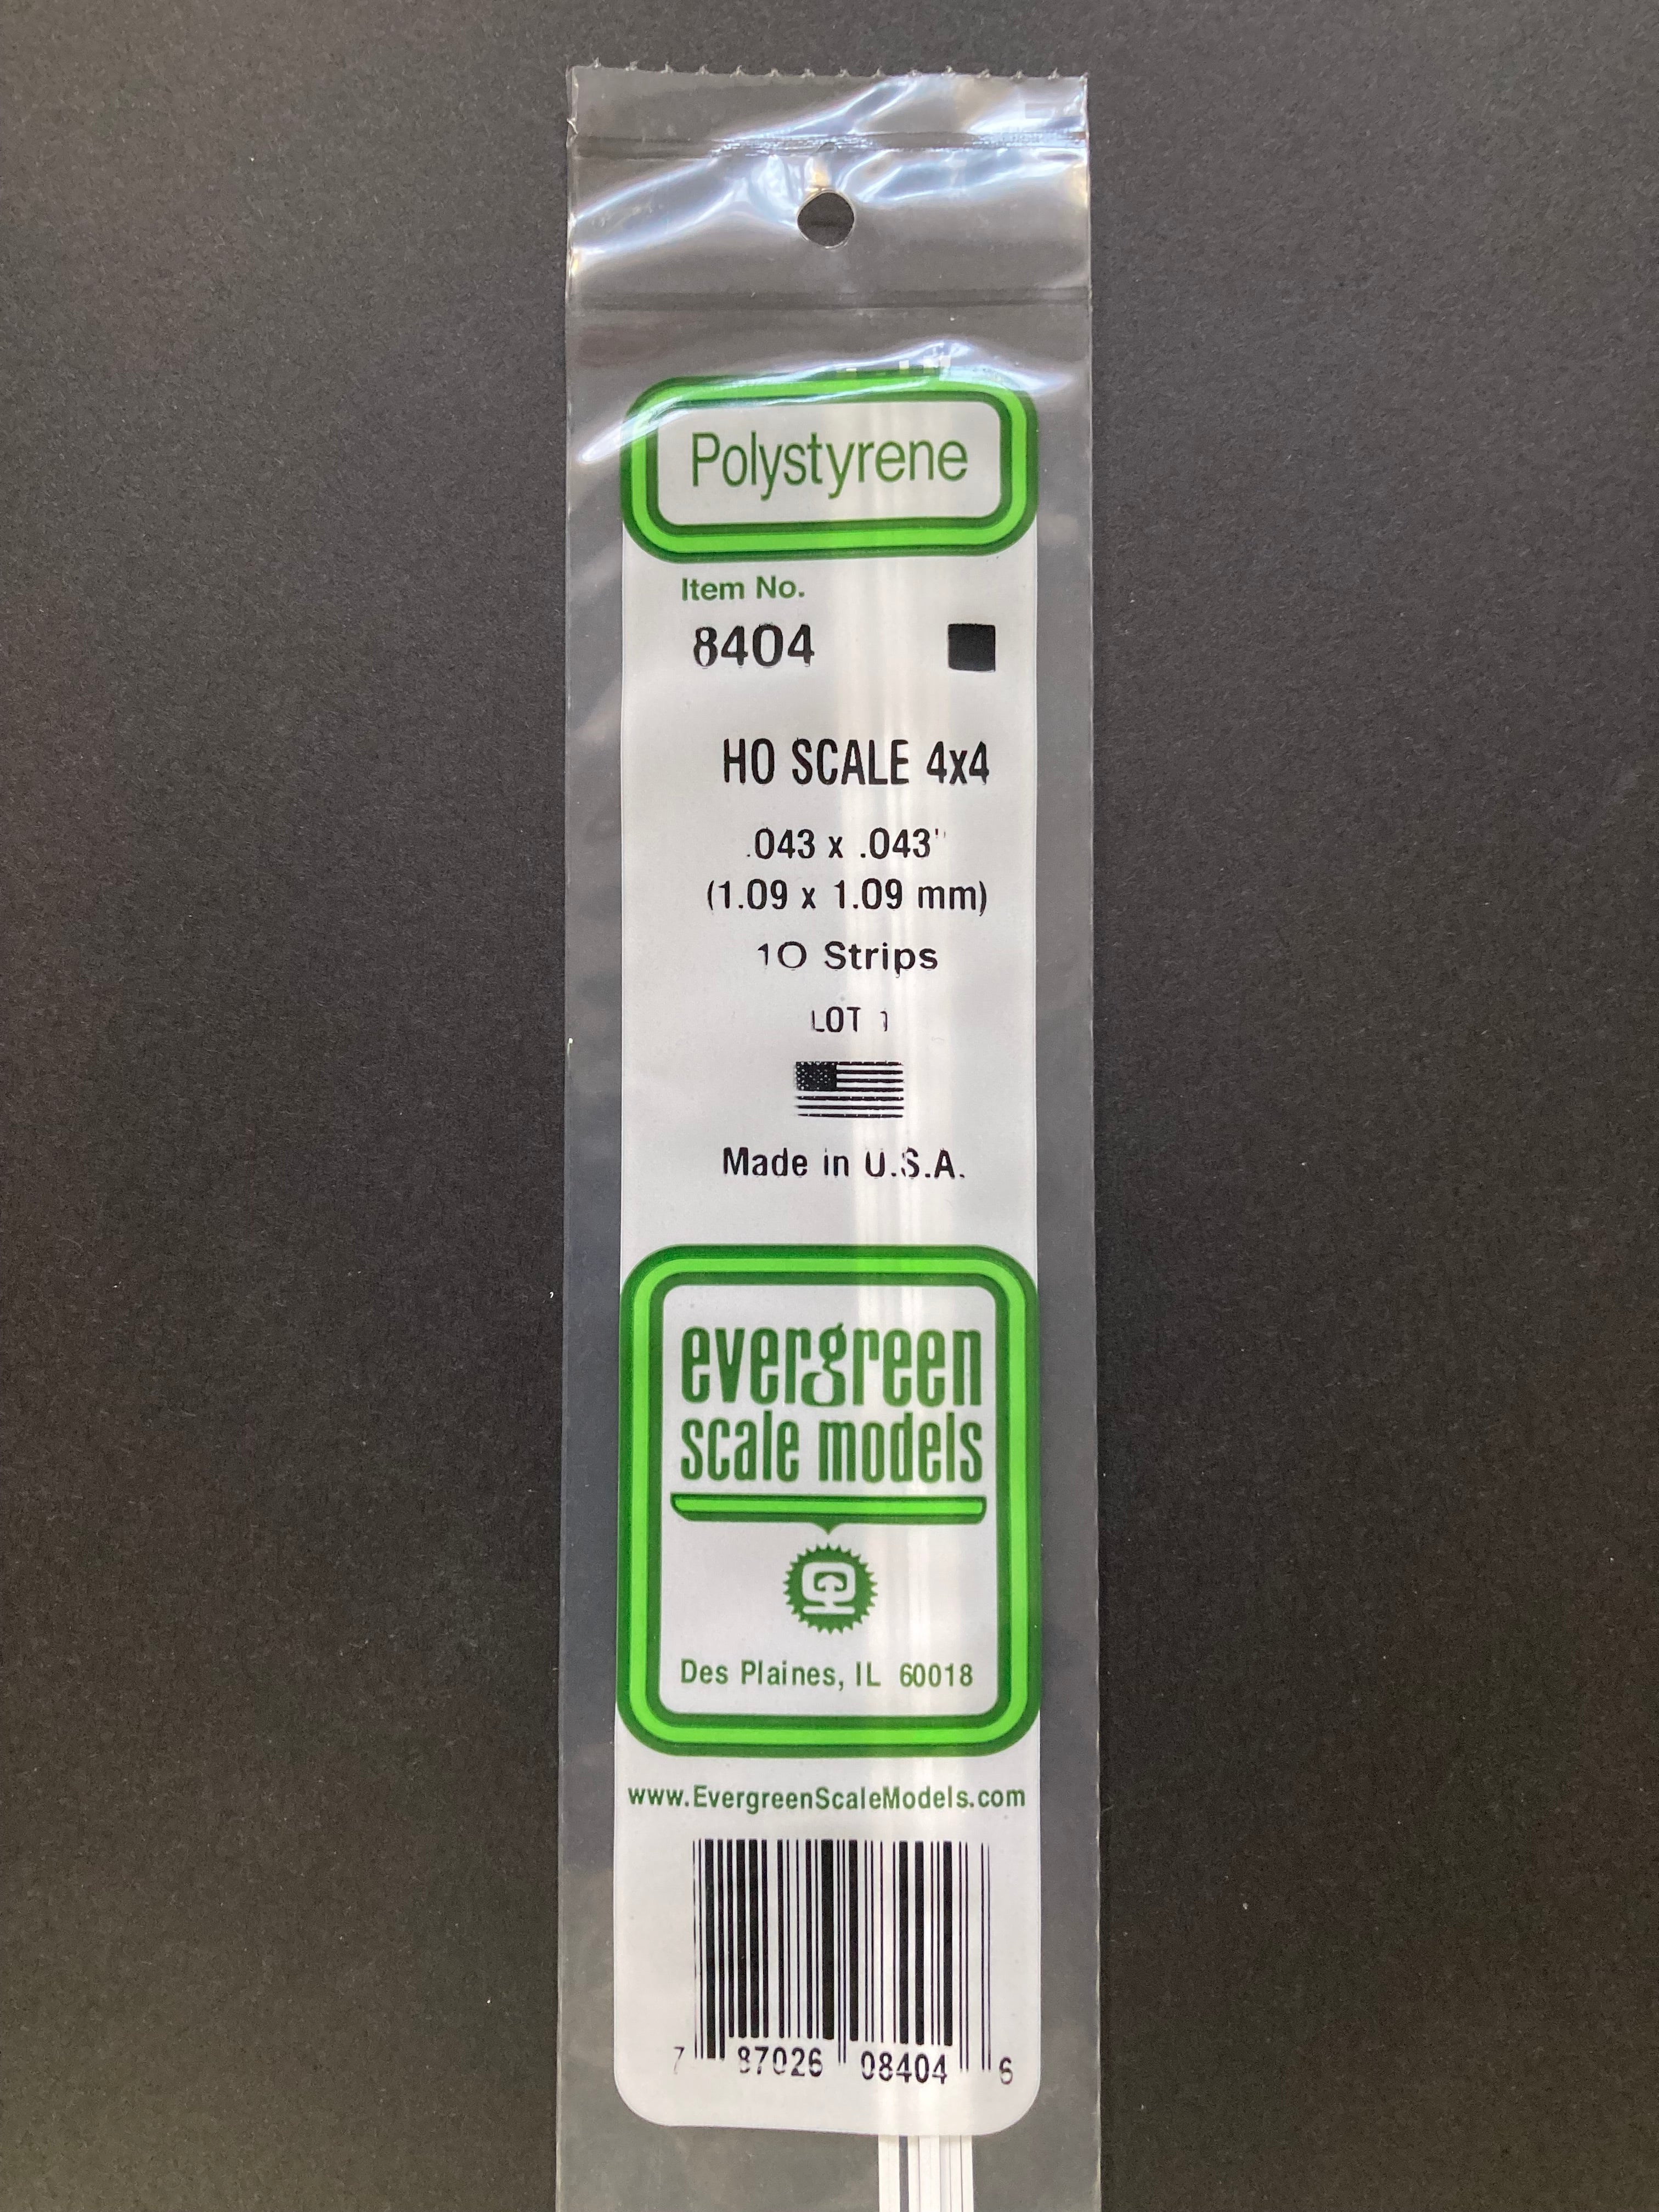 Polystyrene
Item No.
8404
HO SCALE 4x4
.043 x .043"
(1.09 x 1.09 mm)
10 Strips
LOT 1
Made in U.S.A.
evergreen
scale models
Des Plaines, IL 60018
www.EvergreenScaleModels.com
7 87026 08404 6